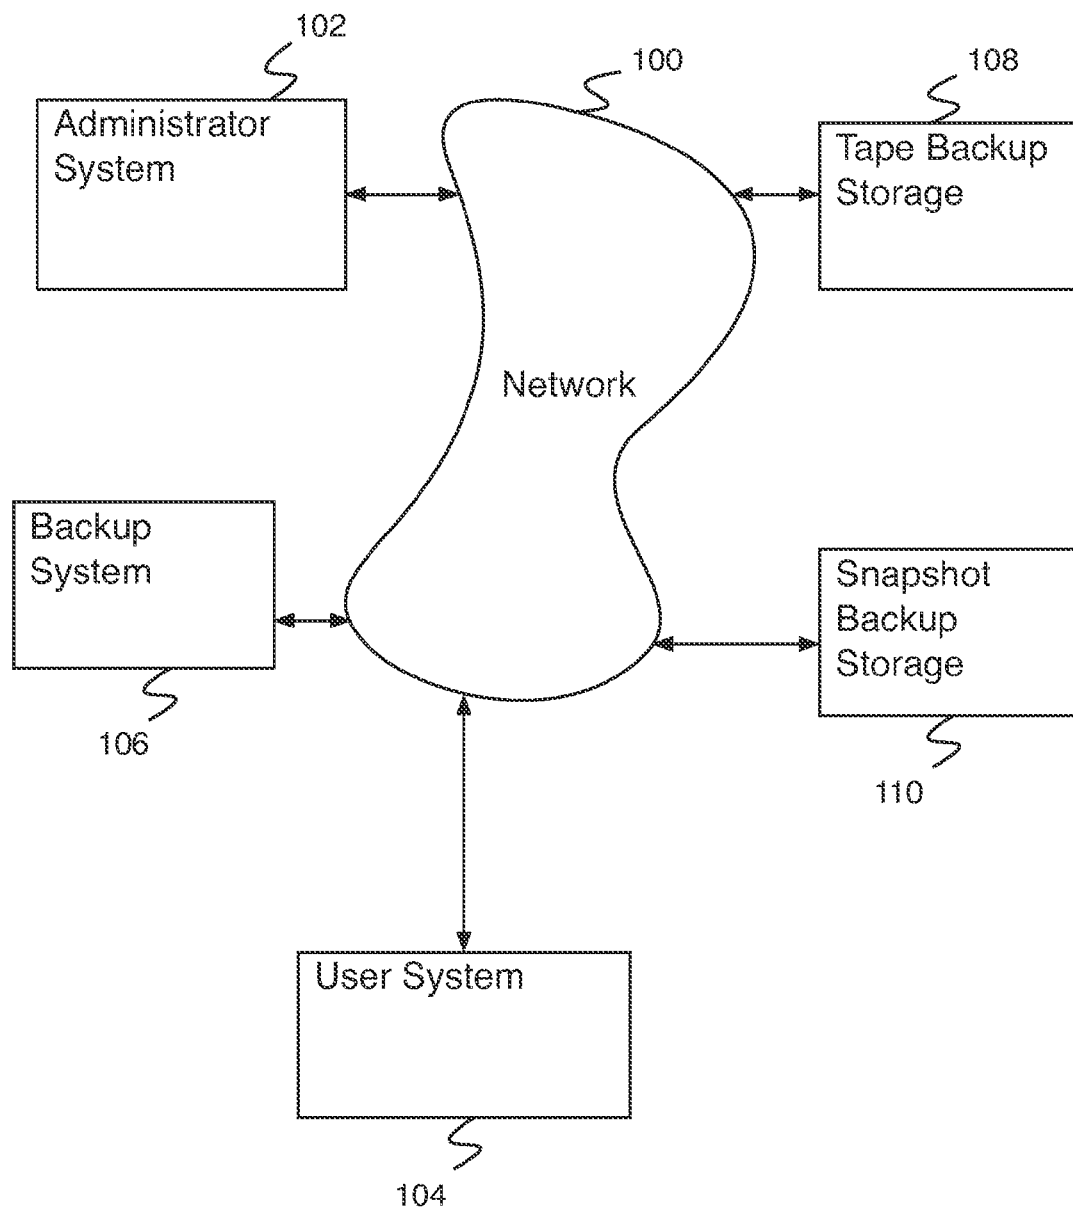 102
100
108
Administrator
System
Tape Backup
Storage
Network
Backup
System
Snapshot
Backup
Storage
106
110
User System
104